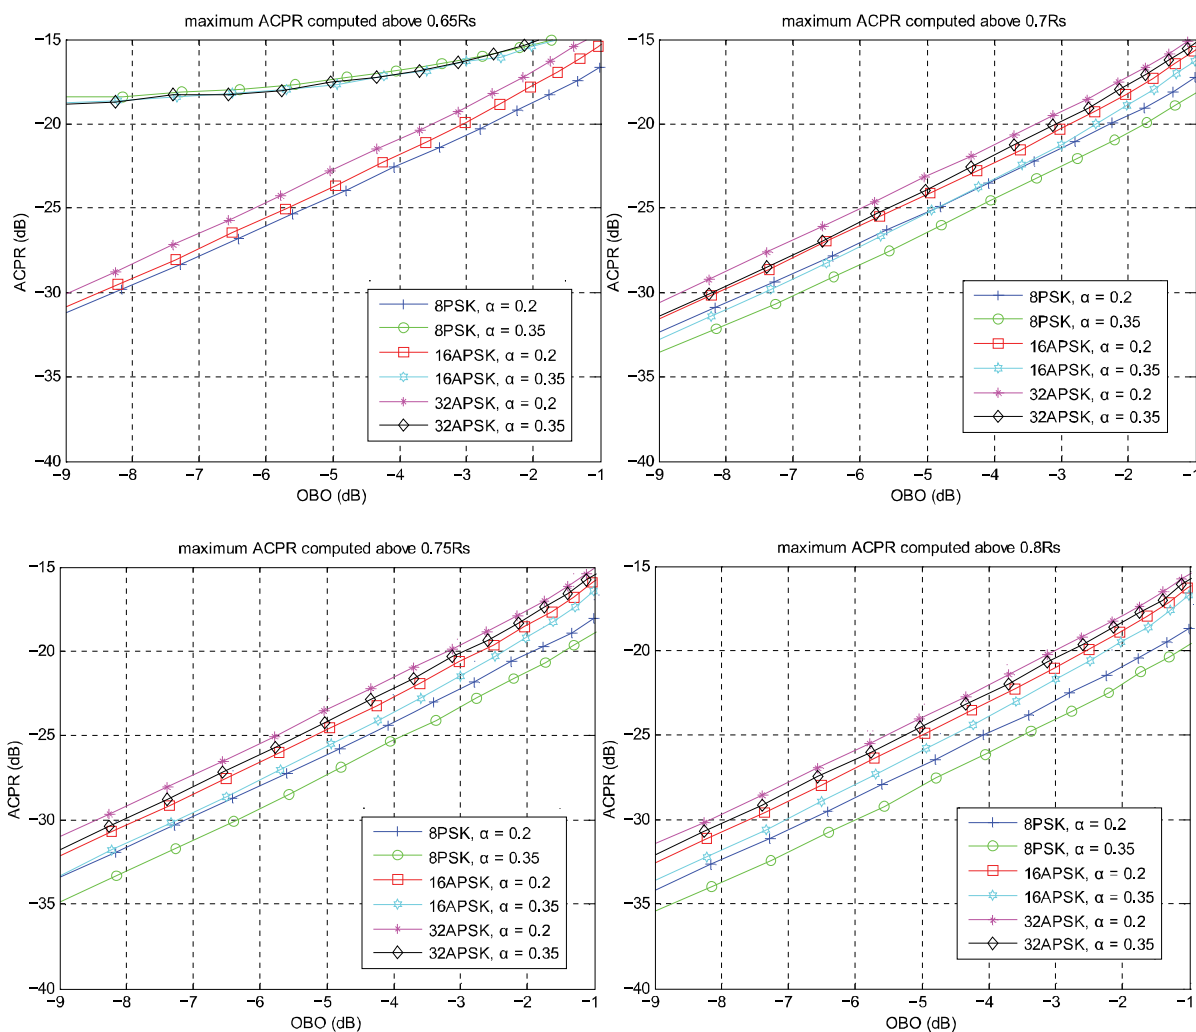 maximum ACPR computed above 0.65Rs
−15
−20
−25
−30
−35
−40
ACPR (dB)
8PSK, α = 0.2
8PSK, α = 0.35
16APSK, α = 0.2
16APSK, α = 0.35
32APSK, α = 0.2
32APSK, α = 0.35
−9 −8 −7 −6 −5 −4 −3 −2 −1
OBO (dB)
maximum ACPR computed above 0.7Rs
−15
−20
−25
−30
−35
−40
ACPR (dB)
8PSK, α = 0.2
8PSK, α = 0.35
16APSK, α = 0.2
16APSK, α = 0.35
32APSK, α = 0.2
32APSK, α = 0.35
−9 −8 −7 −6 −5 −4 −3 −2 −1
OBO (dB)
maximum ACPR computed above 0.75Rs
−15
−20
−25
−30
−35
−40
ACPR (dB)
8PSK, α = 0.2
8PSK, α = 0.35
16APSK, α = 0.2
16APSK, α = 0.35
32APSK, α = 0.2
32APSK, α = 0.35
−9 −8 −7 −6 −5 −4 −3 −2 −1
OBO (dB)
maximum ACPR computed above 0.8Rs
−15
−20
−25
−30
−35
−40
ACPR (dB)
8PSK, α = 0.2
8PSK, α = 0.35
16APSK, α = 0.2
16APSK, α = 0.35
32APSK, α = 0.2
32APSK, α = 0.35
−9 −8 −7 −6 −5 −4 −3 −2 −1
OBO (dB)